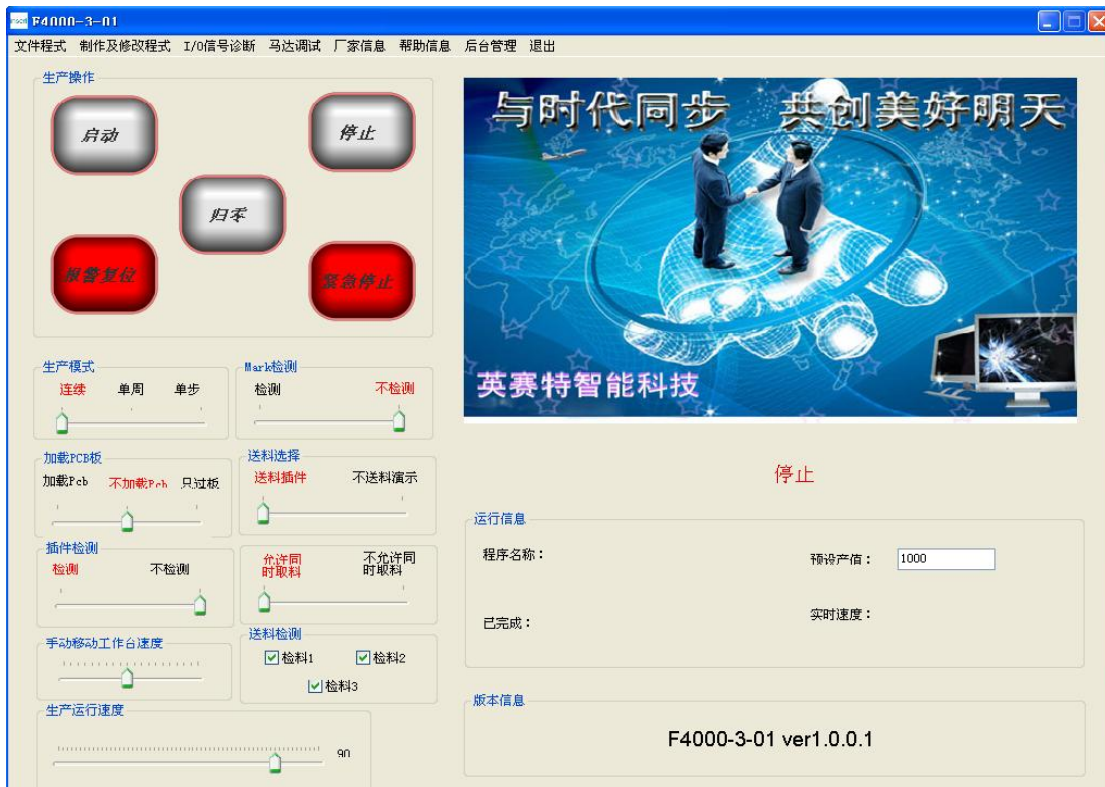 F4000-3-01
文件程式 制作及修改程式 I/O信号诊断 马达调试 厂家信息 帮助信息 后台管理 退出
生产操作
启动
停止
归零
报警复位
紧急停止
生产模式
连续 单周 单步
Mark检测
检测 不检测
加载PCB板
加载Pcb 不加载Pcb 只过板
送料选择
送料插件 不送料演示
插件检测
检测 不检测
允许同
时取料
不允许同
时取料
手动移动工作台速度
送料检测
检料1 检料2
检料3
生产运行速度
90
与时代同步 共创美好明天
英赛特智能科技
停止
运行信息
程序名称：
预设产值： 1000
已完成：
实时速度：
版本信息
F4000-3-01 ver1.0.0.1